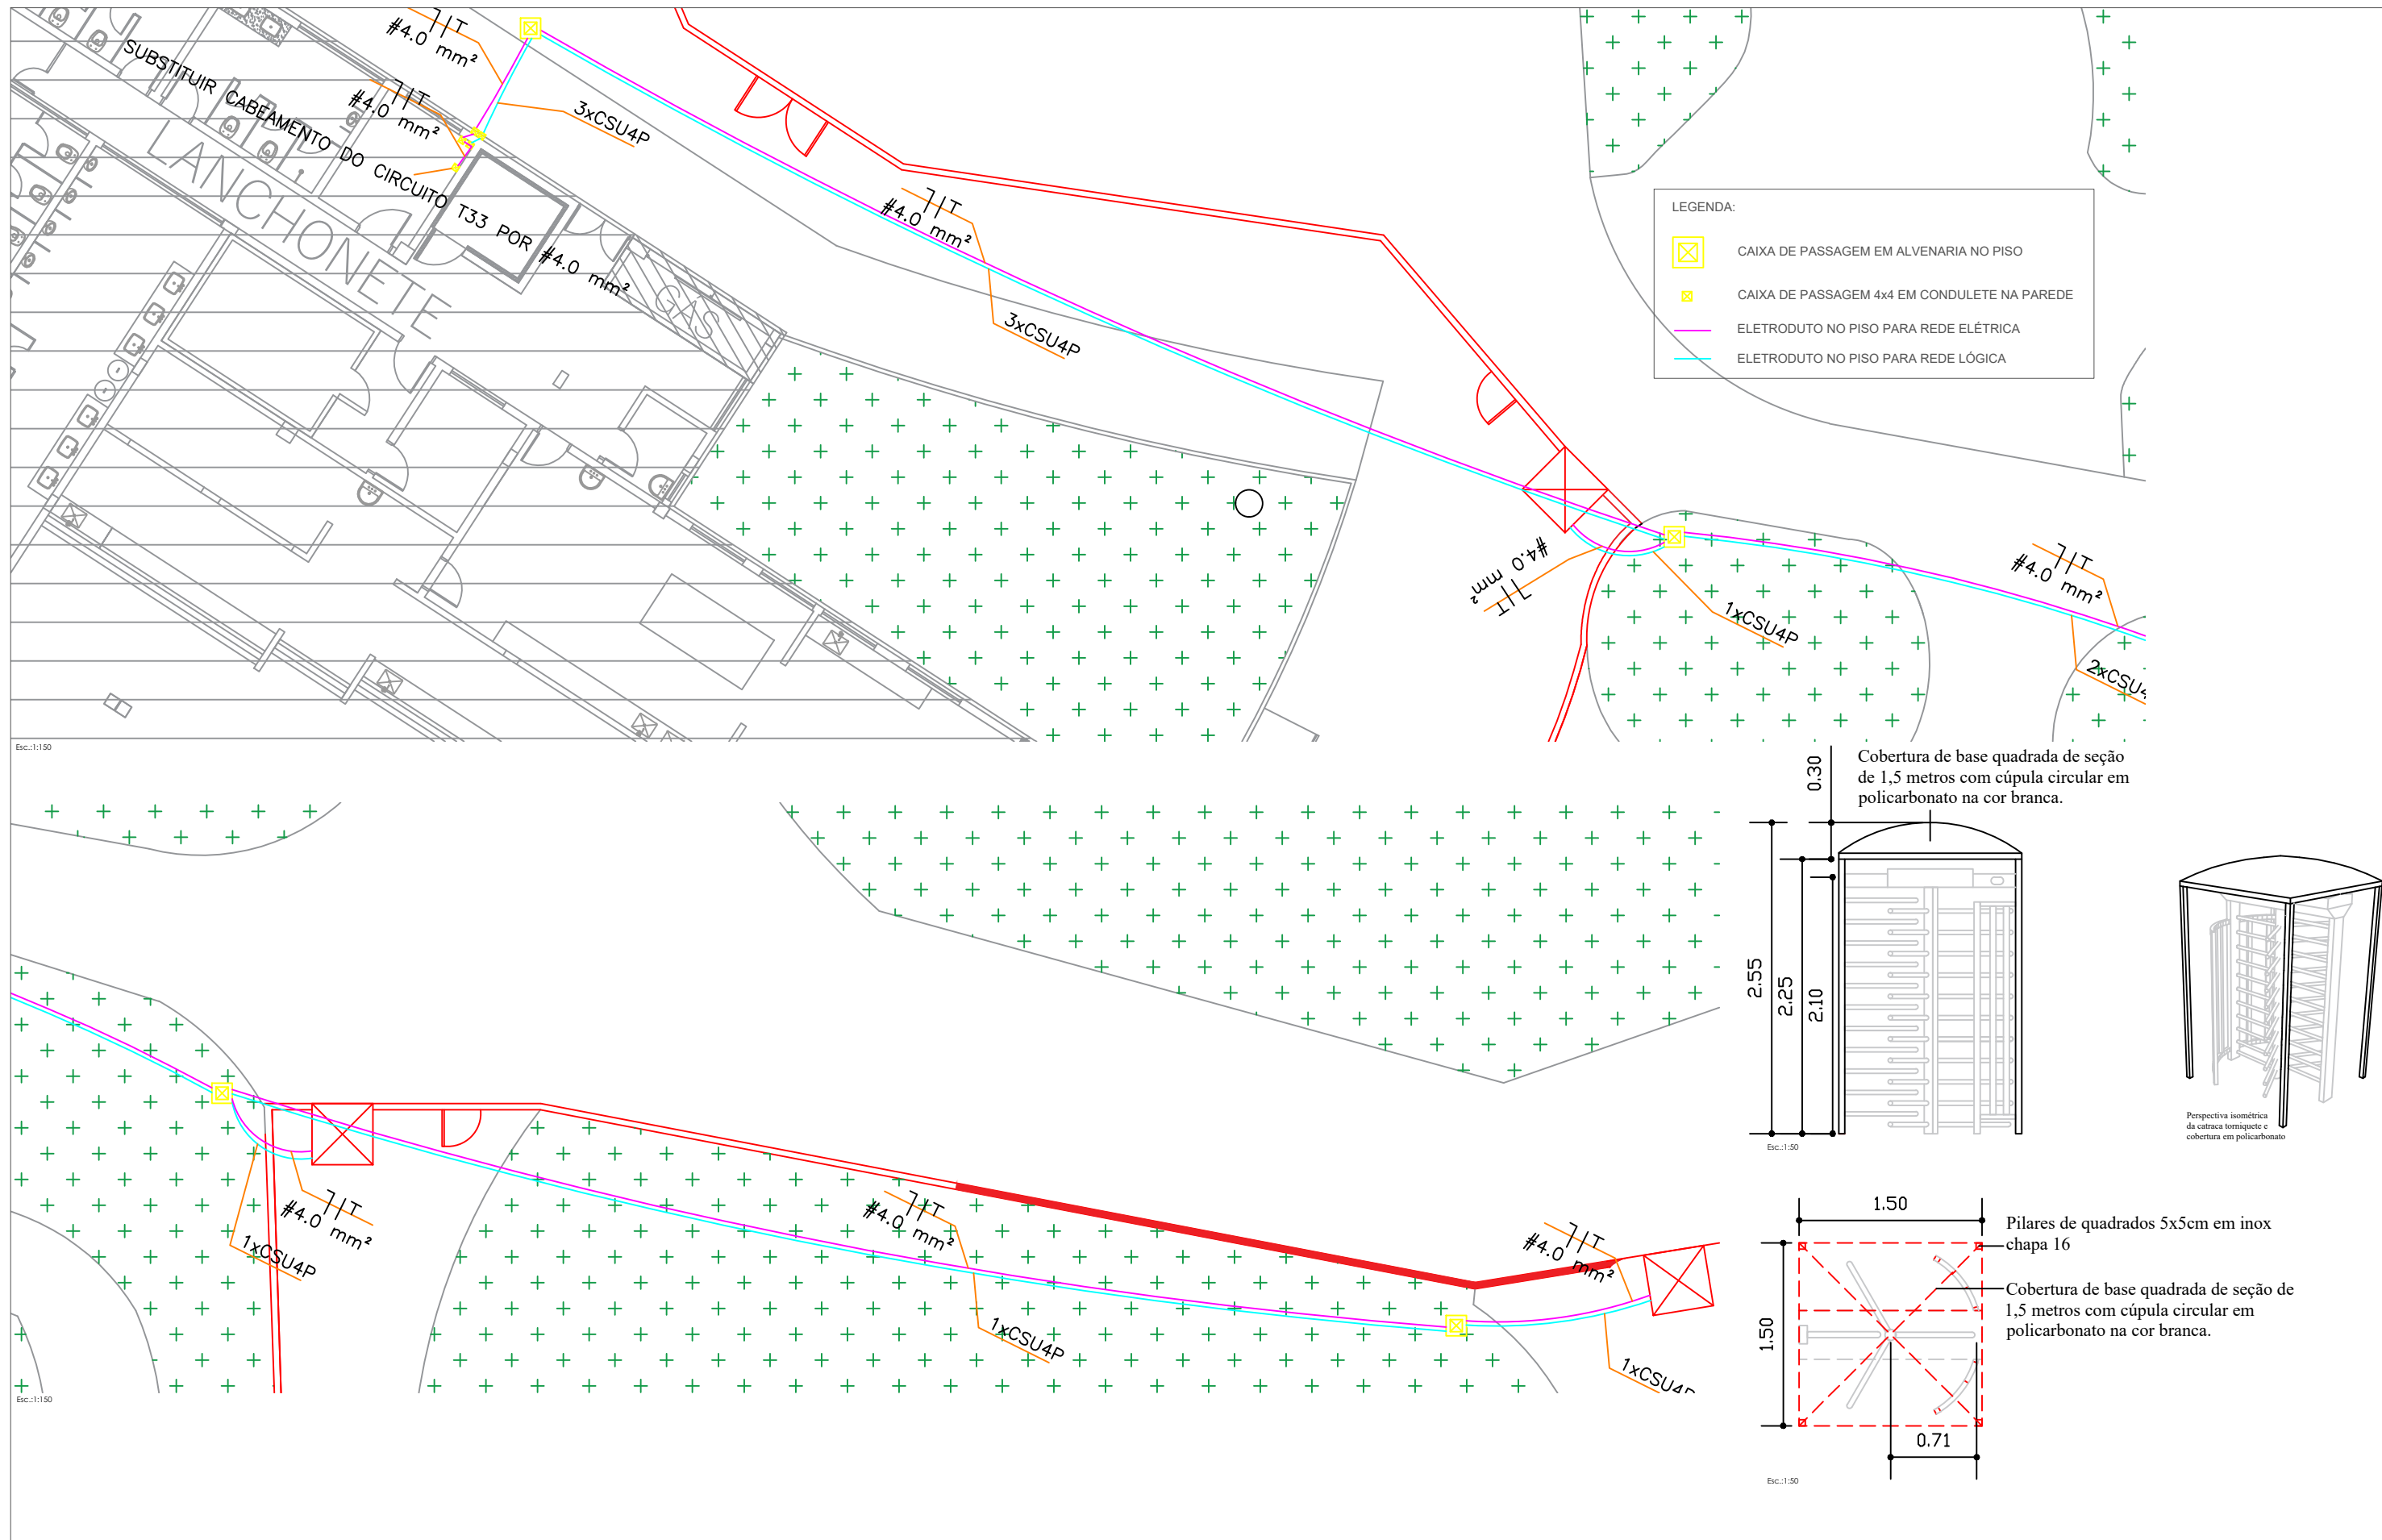 #4.0 mm²
T
SUBSTITUIR CABEAMENTO DO CIRCUITO T33 POR #4.0 mm²
#4.0 mm²
T
3xCSU4P
LANCHONETE
GÁS
#4.0 mm²
T
3xCSU4P
LEGENDA:
CAIXA DE PASSAGEM EM ALVENARIA NO PISO
CAIXA DE PASSAGEM 4x4 EM CONDULETE NA PAREDE
ELETRODUTO NO PISO PARA REDE ELÉTRICA
ELETRODUTO NO PISO PARA REDE LÓGICA
#4.0 mm²
T
1xCSU4P
#4.0 mm²
T
2xCSU4
Esc.:1:150
#4.0 mm²
T
1xCSU4P
#4.0 mm²
T
1xCSU4P
#4.0 mm²
T
1xCSU4P
Esc.:1:150
Cobertura de base quadrada de seção
de 1,5 metros com cúpula circular em
policarbonato na cor branca.
0.30
2.55
2.25
2.10
Esc.:1:50
Perspectiva isométrica
da catraca torniquete e
cobertura em policarbonato
1.50
1.50
0.71
Pilares de quadrados 5x5cm em inox
chapa 16
Cobertura de base quadrada de seção de
1,5 metros com cúpula circular em
policarbonato na cor branca.
Esc.:1:50